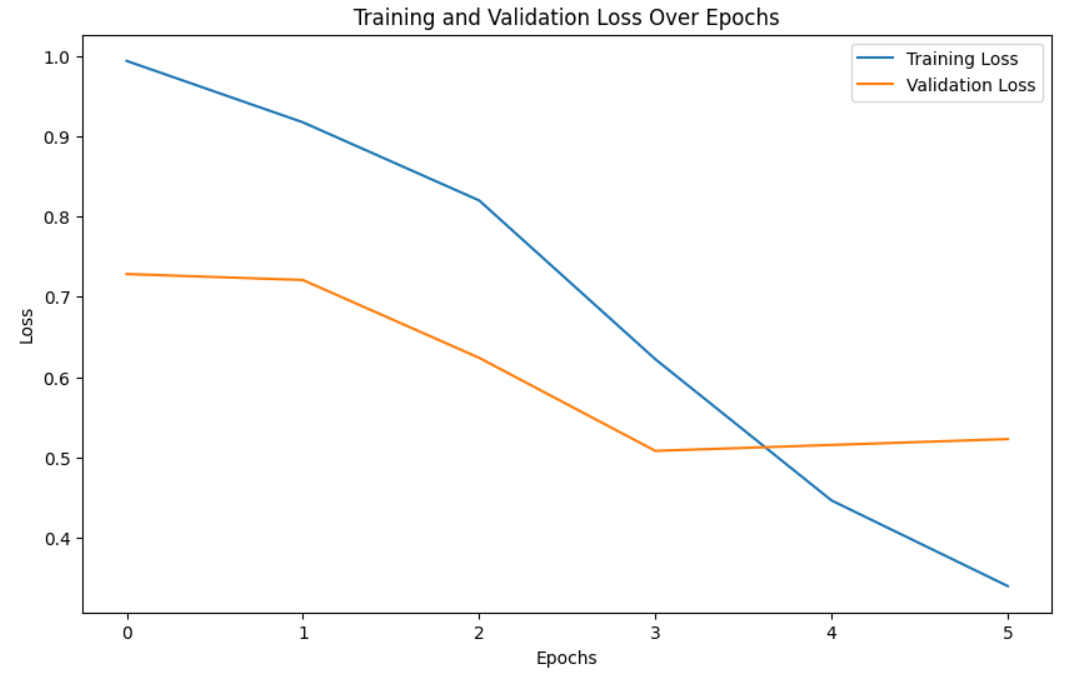 Training and Validation Loss Over Epochs
Training Loss
Validation Loss
1.0
0.9
0.8
0.7
0.6
0.5
0.4
Loss
0 1 2 3 4 5
Epochs